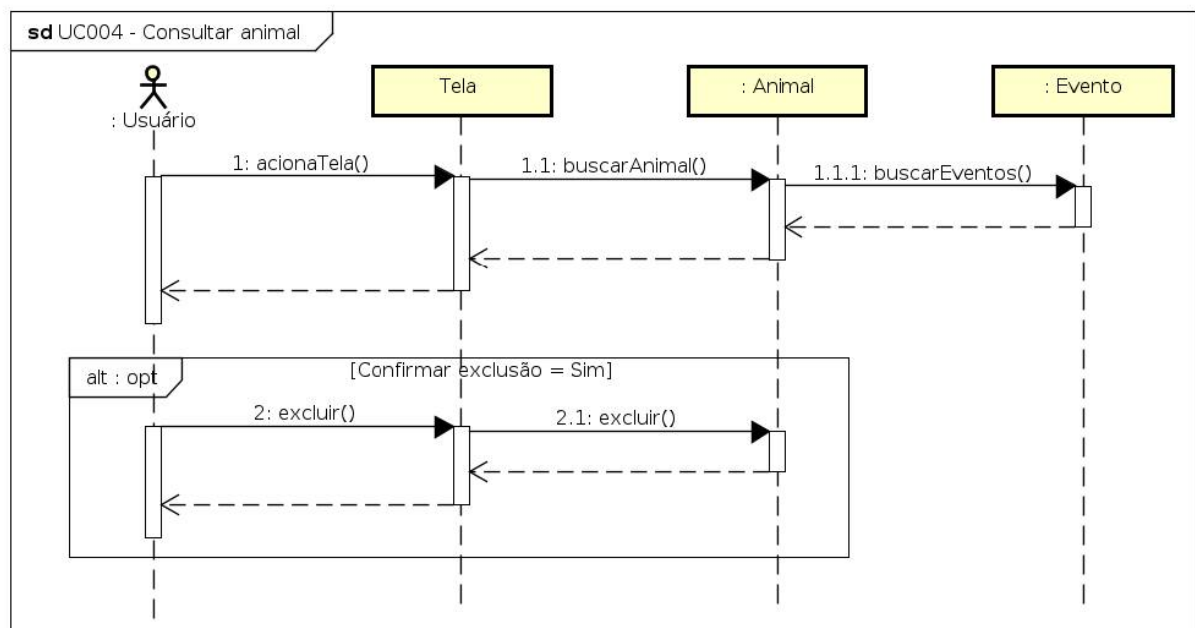 sd UC004 - Consultar animal
: Usuário
Tela
: Animal
: Evento
1: acionaTela()
1.1: buscarAnimal()
1.1.1: buscarEventos()
alt : opt
[Confirmar exclusão = Sim]
2: excluir()
2.1: excluir()